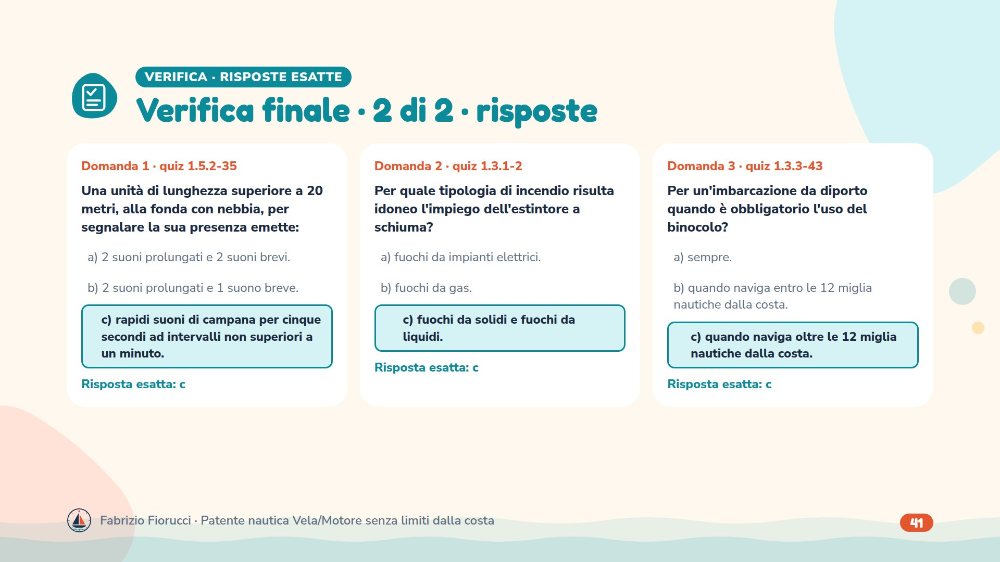 VERIFICA · RISPOSTE ESATTE
Verifica finale · 2 di 2 · risposte
Domanda 1 · quiz 1.5.2-35
Una unità di lunghezza superiore a 20
metri, alla fonda con nebbia, per
segnalare la sua presenza emette:
a) 2 suoni prolungati e 2 suoni brevi.
b) 2 suoni prolungati e 1 suono breve.
c) rapidi suoni di campana per cinque
secondi ad intervalli non superiori a
un minuto.
Risposta esatta: c
Domanda 2 · quiz 1.3.1-2
Per quale tipologia di incendio risulta
idoneo l'impiego dell'estintore a
schiuma?
a) fuochi da impianti elettrici.
b) fuochi da gas.
c) fuochi da solidi e fuochi da
liquidi.
Risposta esatta: c
Domanda 3 · quiz 1.3.3-43
Per un'imbarcazione da diporto
quando è obbligatorio l'uso del
binocolo?
a) sempre.
b) quando naviga entro le 12 miglia
nautiche dalla costa.
c) quando naviga oltre le 12 miglia
nautiche dalla costa.
Risposta esatta: c
Fabrizio Fiorucci · Patente nautica Vela/Motore senza limiti dalla costa
41